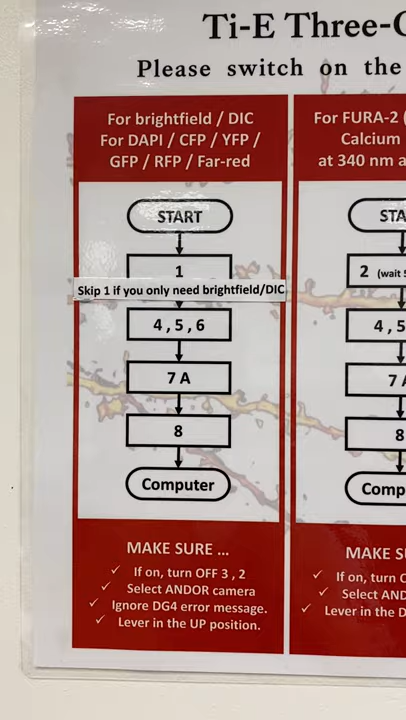 Ti-E Three-
Please switch on the
For brightfield / DIC
For DAPI / CFP / YFP /
GFP / RFP / Far-red
START
1
Skip 1 if you only need brightfield/DIC
4 , 5 , 6
7 A
8
Computer
MAKE SURE ...
✓ If on, turn OFF 3 , 2
✓ Select ANDOR camera
✓ Ignore DG4 error message.
✓ Lever in the UP position.
For FURA-2 (
Calcium
at 340 nm a
STA
2 (wait
4 , 5
7
8
Comp
MAKE SU
✓ If on, turn
✓ Select AND
✓ Lever in the D